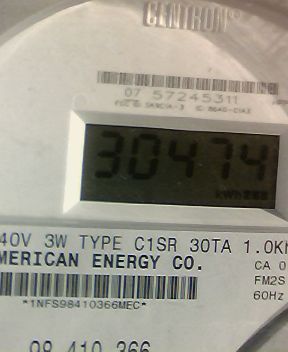 CENTRON®
07 57245311
30474
kWh
40V 3W TYPE C1SR 30TA 1.0K
MERICAN ENERGY CO.
CA 0
FM2S
60Hz
*1NFS98410366MEC*
98 410 366